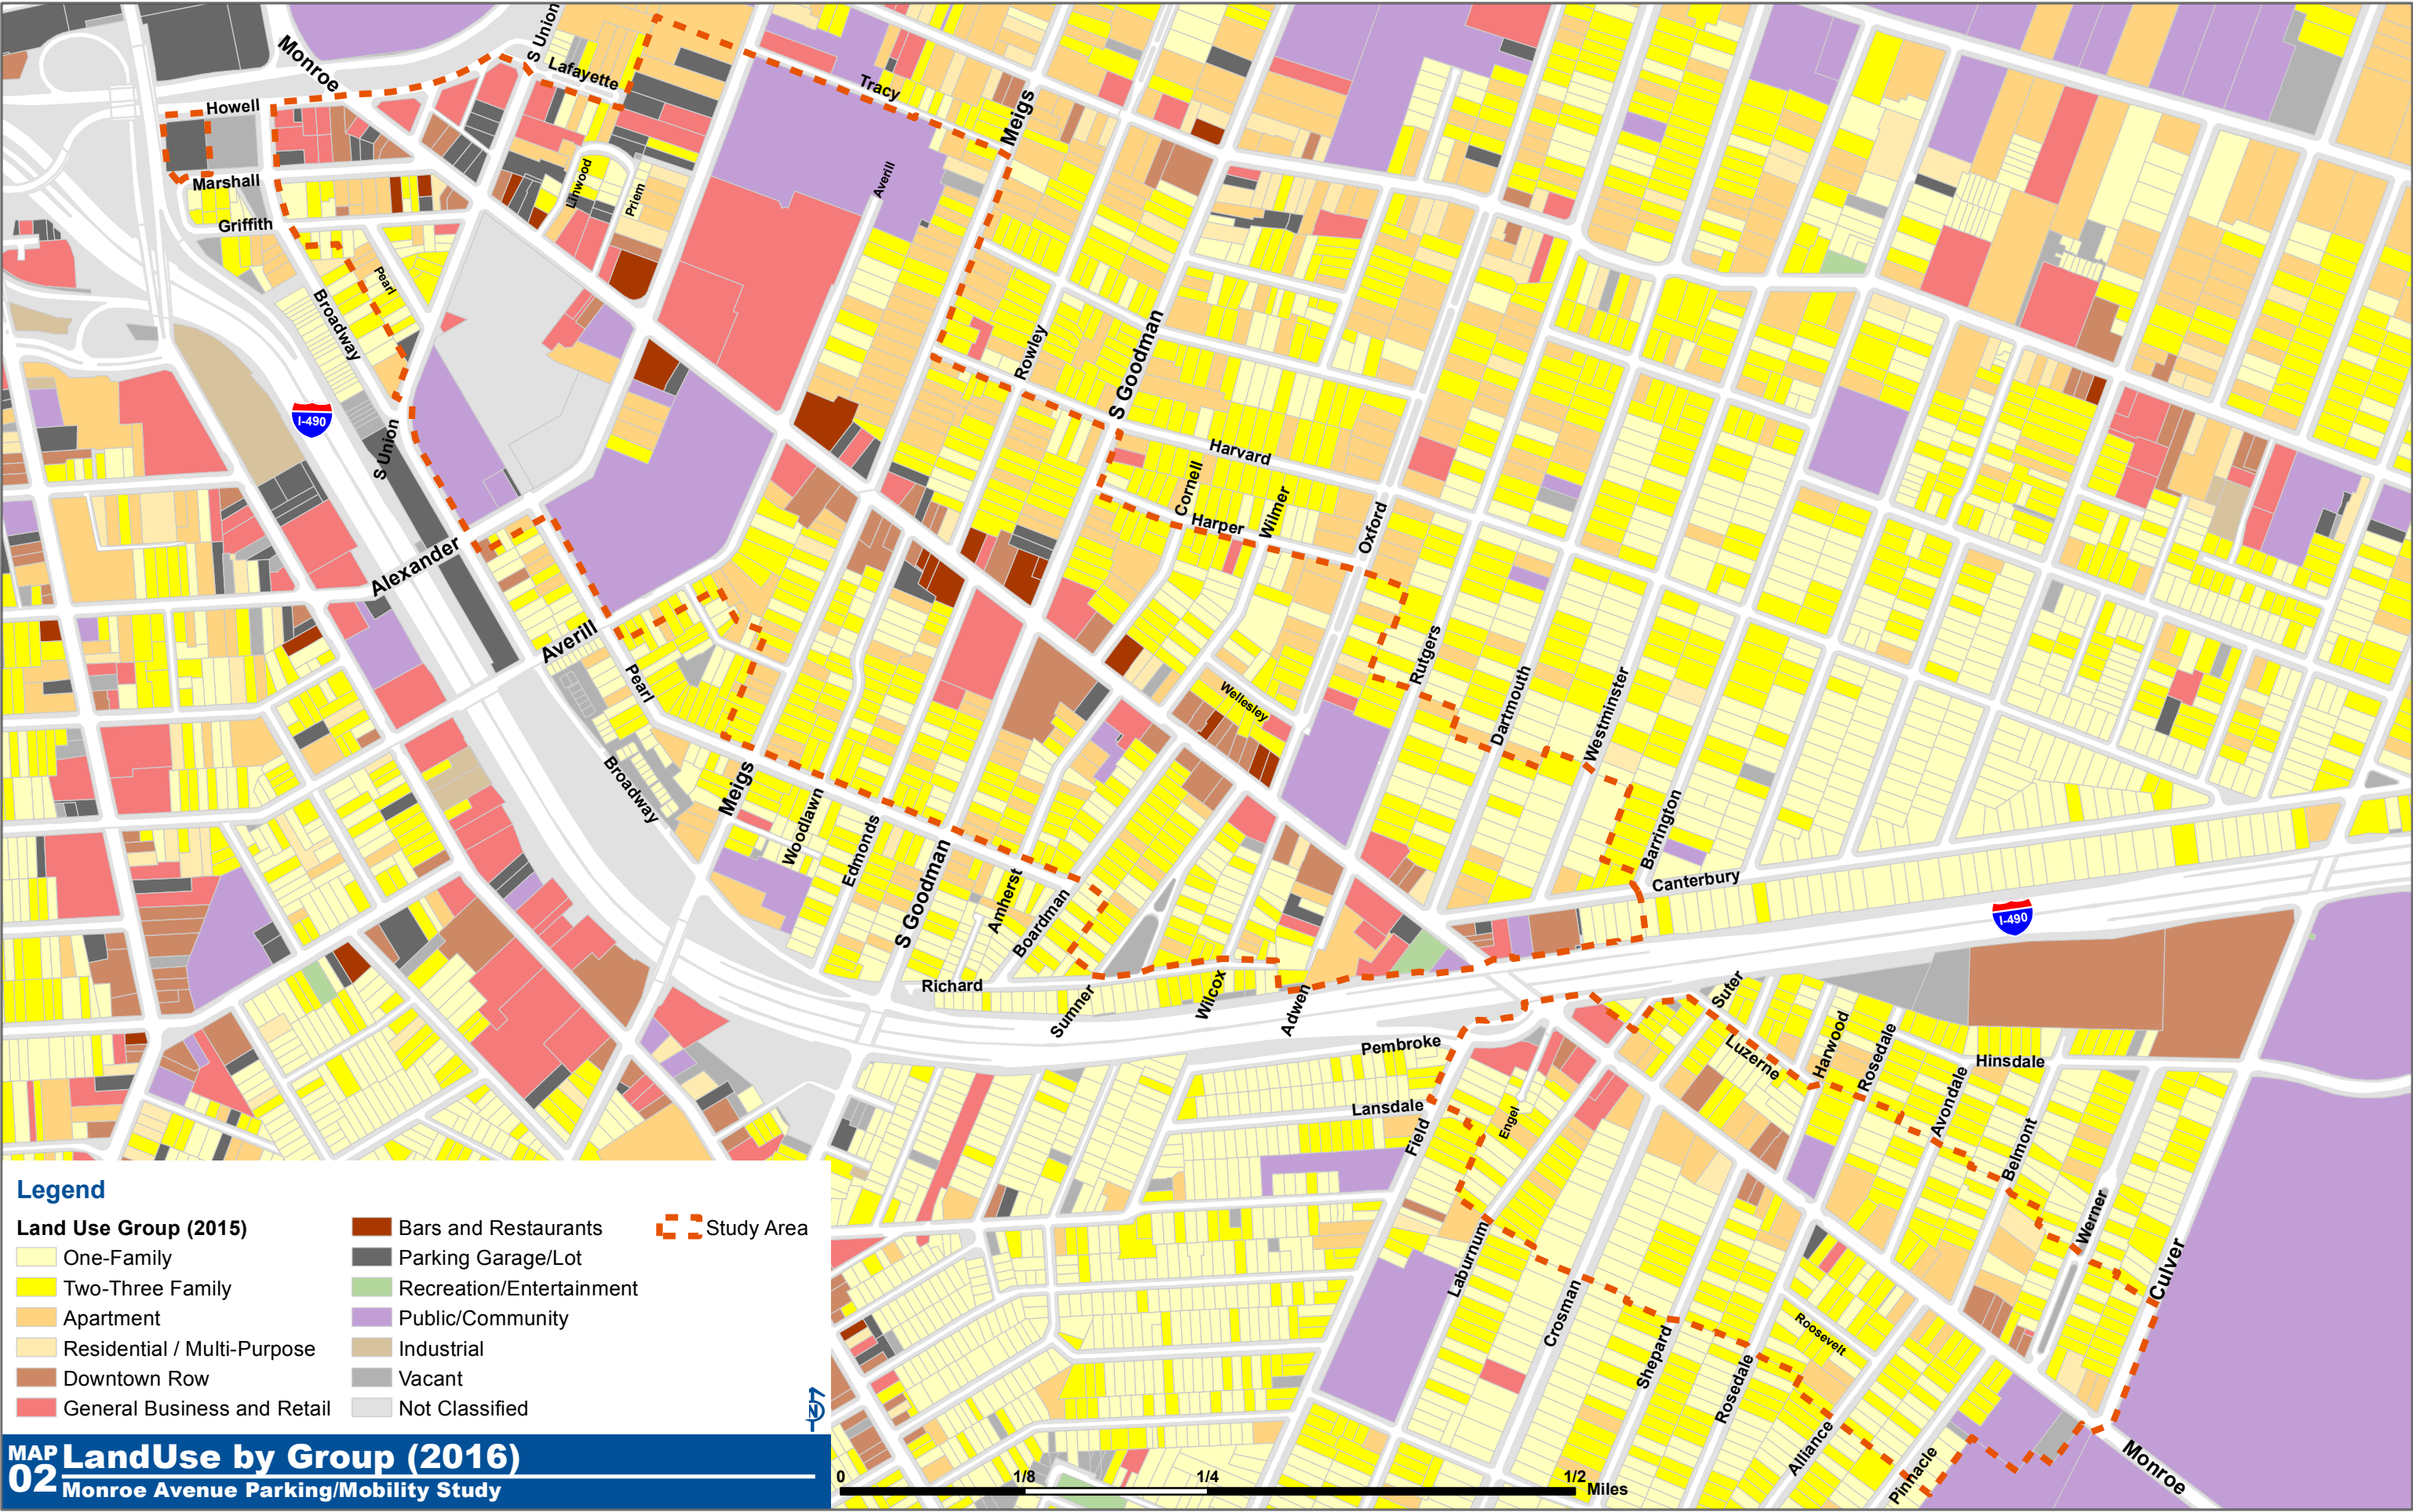 Monroe
S Union
Howell
Lafayette
Tracy
Meigs
Marshall
Linwood
Priem
Averill
Griffith
Pearl
Broadway
Rowley
S Goodman
I-490
S Union
Harvard
Cornell
Wilmer
Harper
Oxford
Alexander
Averill
Pearl
Wellesley
Rutgers
Dartmouth
Westminster
Broadway
Meigs
Woodlawn
Edmonds
S Goodman
Amherst
Boardman
Barrington
Canterbury
I-490
Richard
Sumner
Wilcox
Adwen
Suter
Pembroke
Luzerne
Harwood
Rosedale
Hinsdale
Avondale
Lansdale
Engel
Field
Belmont
Werner
Culver
Laburnum
Crosman
Shepard
Roosevelt
Rosedale
Alliance
Pinnacle
Monroe
Legend
Land Use Group (2015)
One-Family
Two-Three Family
Apartment
Residential / Multi-Purpose
Downtown Row
General Business and Retail
Bars and Restaurants
Parking Garage/Lot
Recreation/Entertainment
Public/Community
Industrial
Vacant
Not Classified
Study Area
N
MAP
02
LandUse by Group (2016)
Monroe Avenue Parking/Mobility Study
0 1/8 1/4 1/2
Miles